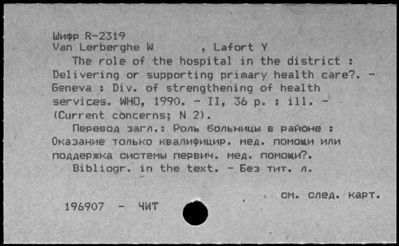 Шифр R-2319
Van Lerberghe W , Lafort Y
The role of the hospital in the district :
Delivering or supporting primary health care?. -
Geneva : Div. of strengthening of health
services. WHO, 1990. - II, 36 p. : ill. -
(Current concerns; N 2).
Перевод загл.: Роль больницы в районе :
Оказание только квалифицир. мед. помощи или
поддержка системы первич. мед. помощи?.
Bibliogr. in the text. - Без тит. л.
см. след. карт.
196907 - ЧИТ